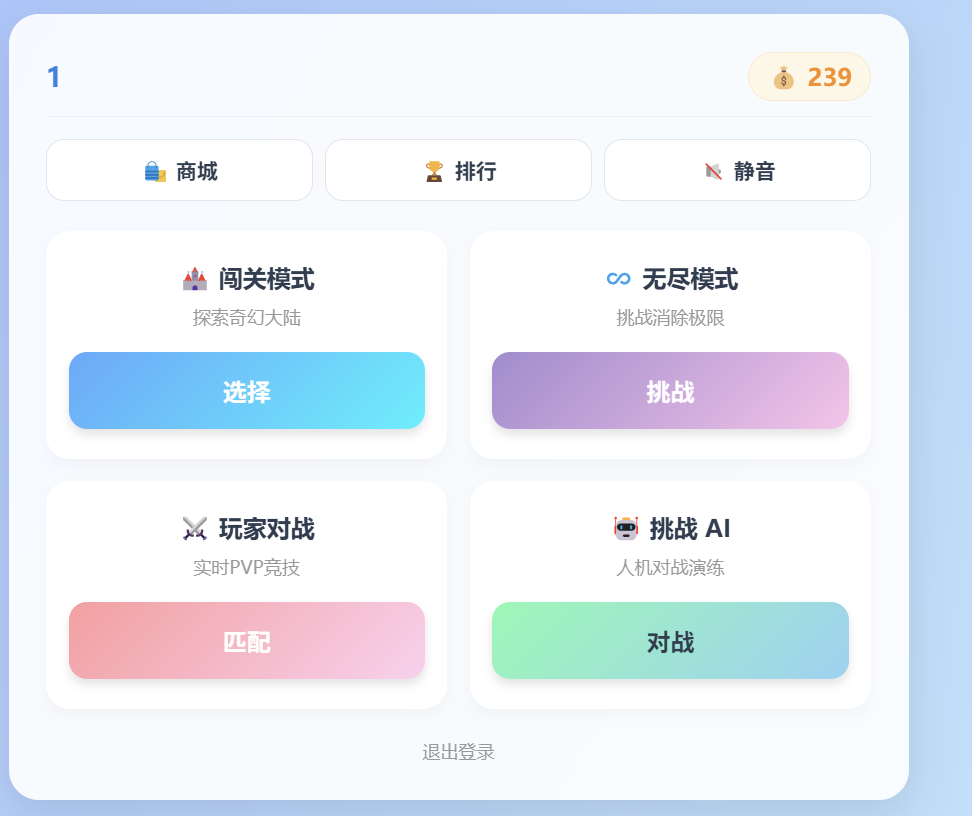 1
239
商城
排行
静音
闯关模式
探索奇幻大陆
选择
无尽模式
挑战消除极限
挑战
玩家对战
实时PVP竞技
匹配
挑战 AI
人机对战演练
对战
退出登录